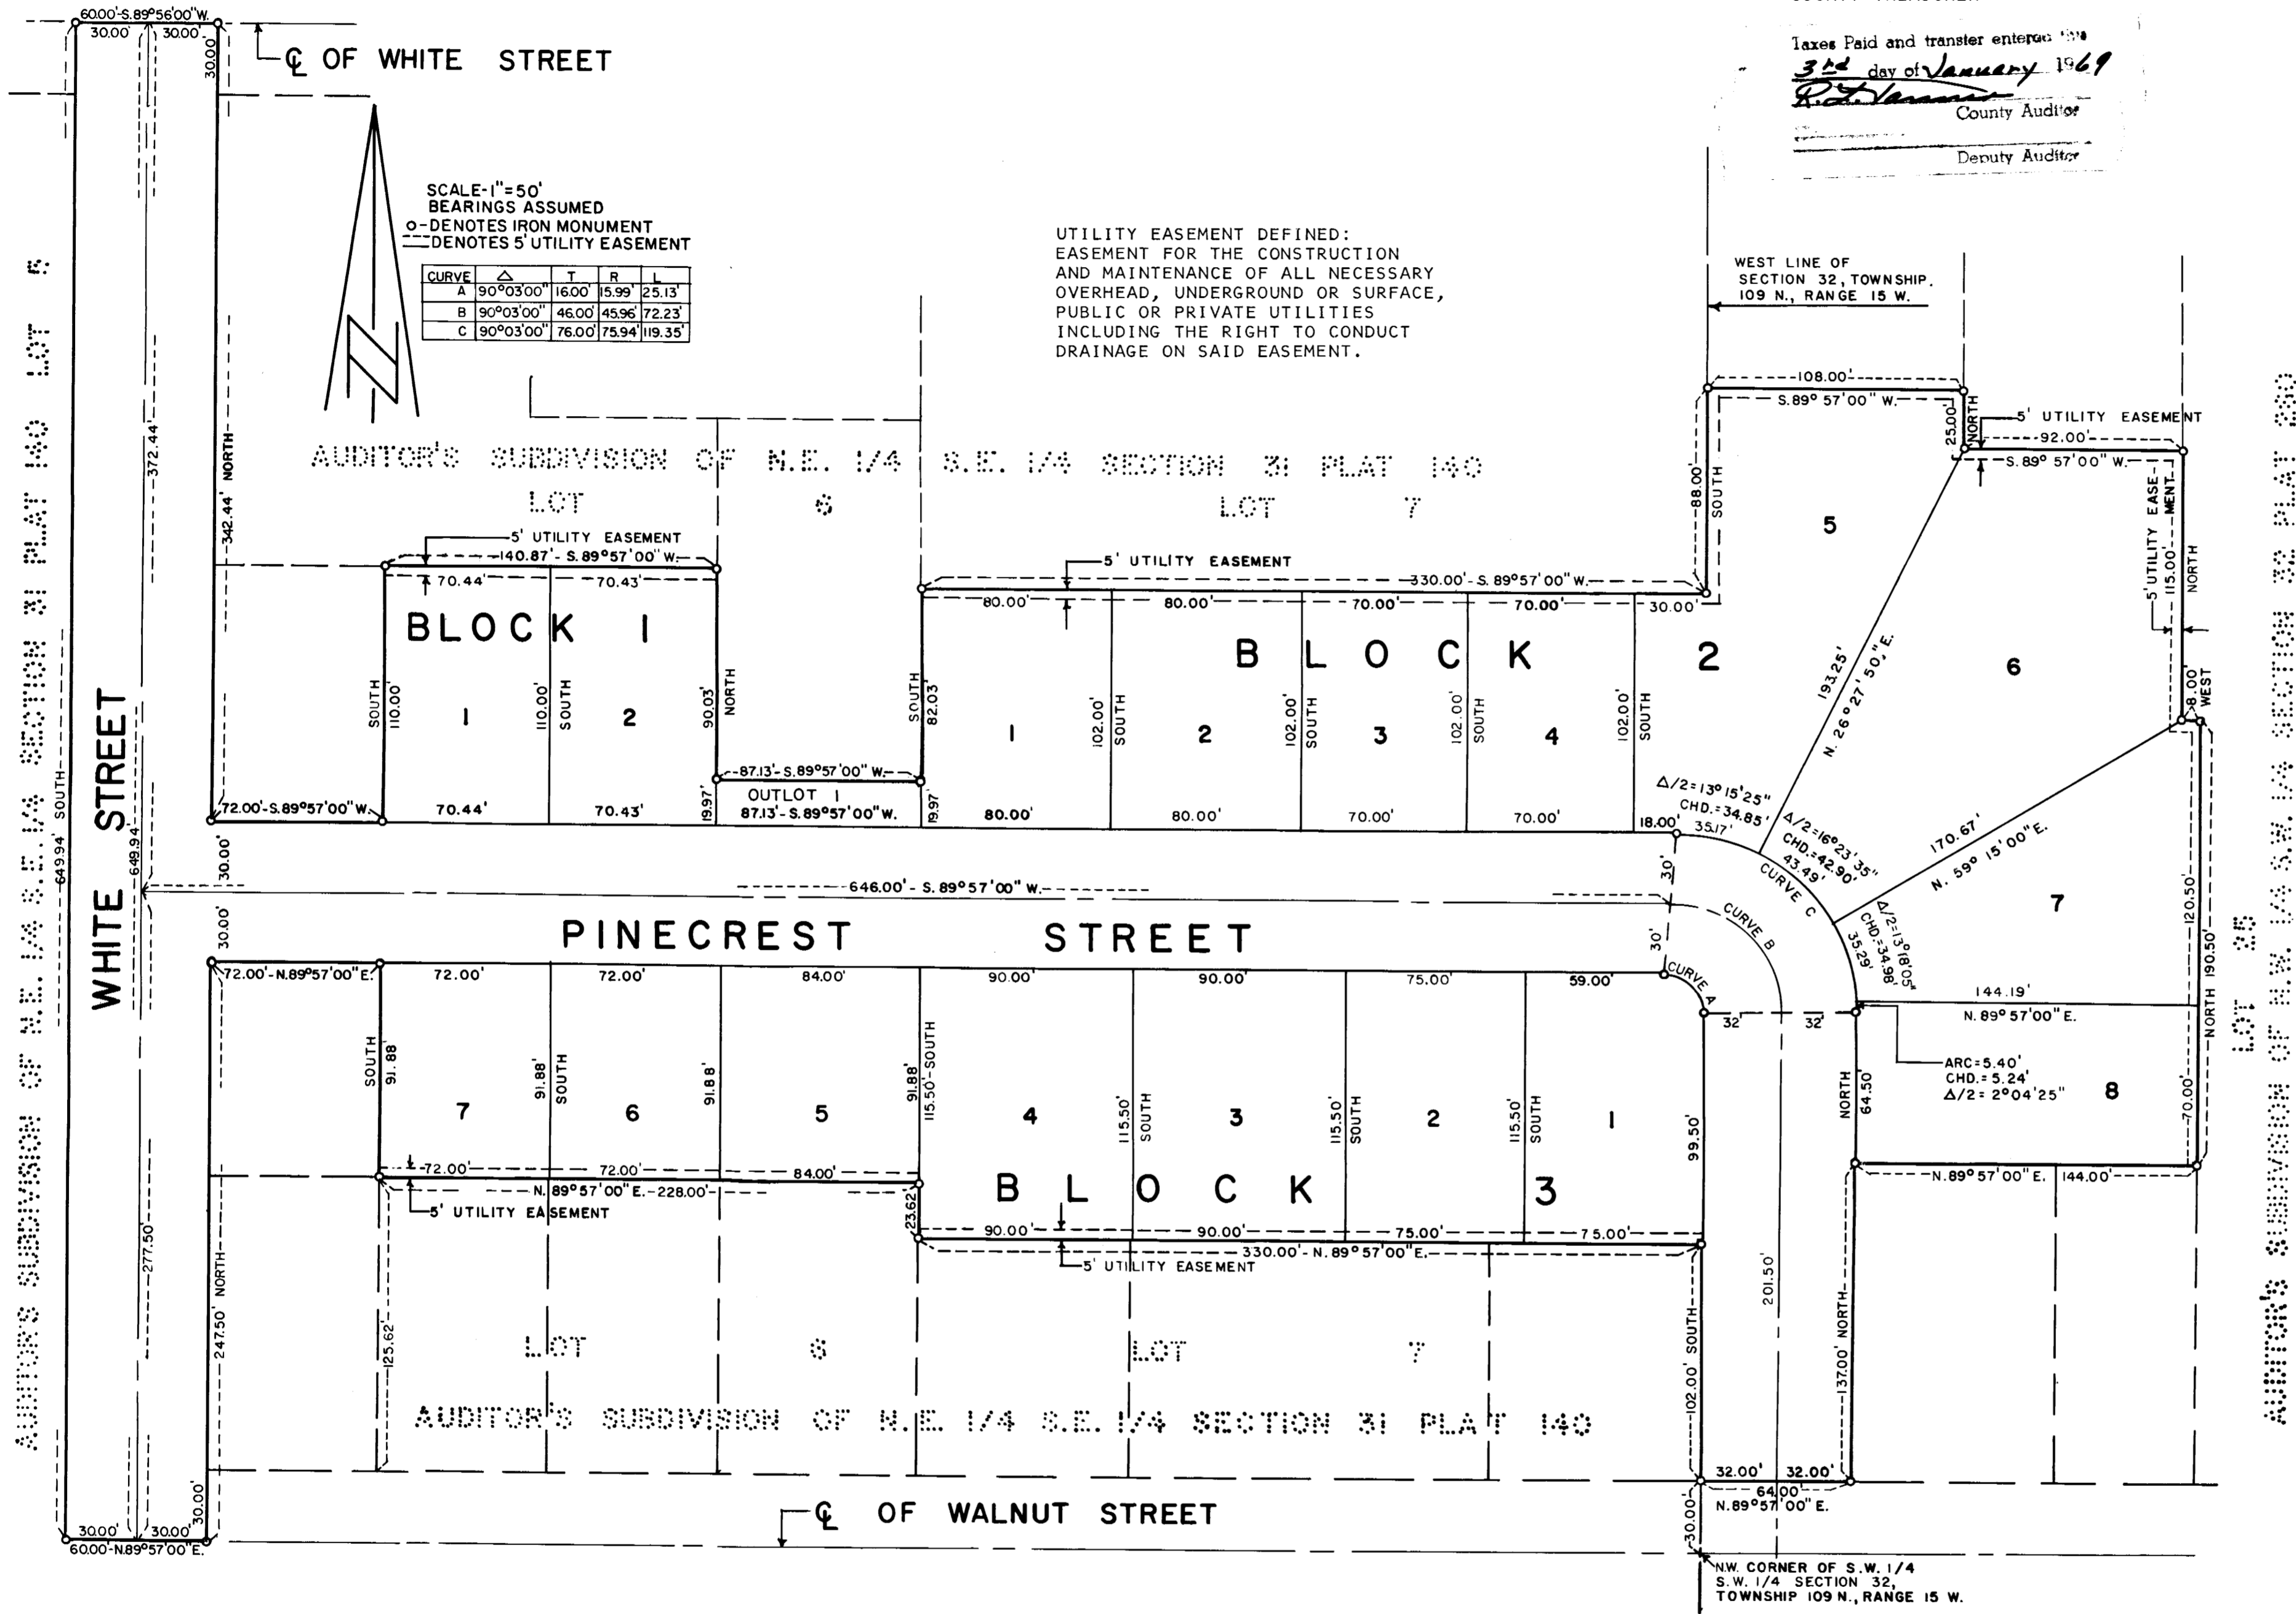 60.00'-S.89°56'00"W.
30.00' 30.00'
30.00'
℄ OF WHITE STREET
Taxes Paid and transfer entered this
3rd day of January 1969
County Auditor
Deputy Auditor
SCALE-1"=50'
BEARINGS ASSUMED
o-DENOTES IRON MONUMENT
DENOTES 5' UTILITY EASEMENT
CURVE △ T R L
A 90°03'00" 16.00' 15.99' 25.13'
B 90°03'00" 46.00' 45.96' 72.23'
C 90°03'00" 76.00' 75.94' 119.35'
N
UTILITY EASEMENT DEFINED:
EASEMENT FOR THE CONSTRUCTION
AND MAINTENANCE OF ALL NECESSARY
OVERHEAD, UNDERGROUND OR SURFACE,
PUBLIC OR PRIVATE UTILITIES
INCLUDING THE RIGHT TO CONDUCT
DRAINAGE ON SAID EASEMENT.
WEST LINE OF
SECTION 32, TOWNSHIP.
109 N., RANGE 15 W.
AUDITOR'S SUBDIVISION OF N.E. 1/4 S.E. 1/4 SECTION 31 PLAT 140 LOT 5
372.44'
342.44' NORTH
649.94' SOUTH
649.94'
WHITE STREET
277.50'
247.50' NORTH
AUDITOR'S SUBDIVISION OF N.E. 1/4 S.E. 1/4 SECTION 31 PLAT 140
LOT 6 LOT 7
5' UTILITY EASEMENT
140.87' - S.89°57'00" W.
70.44' 70.43'
BLOCK 1
SOUTH 110.00'
1
110.00' SOUTH
2
90.03' NORTH
72.00'-S.89°57'00" W.
70.44' 70.43'
19.97'
87.13'-S.89°57'00" W.
OUTLOT 1
87.13'-S.89°57'00" W.
SOUTH 82.03'
19.97'
5' UTILITY EASEMENT
330.00'-S.89°57'00" W.
80.00' 80.00' 70.00' 70.00' 30.00'
BLOCK 2
1
102.00' SOUTH
2
102.00' SOUTH
3
102.00' SOUTH
4
102.00' SOUTH
80.00' 80.00' 70.00' 70.00' 18.00'
108.00'
S.89°57'00" W.
88.00' SOUTH
25.00' NORTH
5' UTILITY EASEMENT
92.00'
S.89°57'00" W.
5' UTILITY EASE-
MENT
115.00' NORTH
5
193.25'
N. 26°27'50" E.
6
8.00' WEST
△/2=13°15'25"
CHD.=34.85'
35.17'
△/2=16°23'35"
CHD.=42.90'
43.49'
CURVE C
170.67'
N. 59°15'00" E.
△/2=13°18'05"
CHD.=34.98'
35.29'
7
120.50'
NORTH 190.50'
144.19'
N. 89°57'00" E.
ARC=5.40'
CHD.=5.24'
△/2=2°04'25"
8
70.00'
NORTH 64.50'
N.89°57'00" E. 144.00'
LOT 25
AUDITOR'S SUBDIVISION OF N.W. 1/4 S.W. 1/4 SECTION 32 PLAT
30.00'
646.00' - S.89°57'00" W.
30.00'
PINECREST STREET
30'
30'
CURVE B
CURVE A
32' 32'
72.00'-N.89°57'00" E.
72.00' 72.00' 84.00' 90.00' 90.00' 75.00' 59.00'
SOUTH 91.88'
7
91.88' SOUTH
6
91.88'
5
91.88'
115.50'-SOUTH
4
115.50' SOUTH
3
115.50' SOUTH
2
115.50' SOUTH
1
99.50'
72.00' 72.00' 84.00'
N. 89°57'00" E.-228.00'
5' UTILITY EASEMENT
23.62'
BLOCK 3
90.00' 90.00' 75.00' 75.00'
330.00'-N.89°57'00" E.
5' UTILITY EASEMENT
125.62'
LOT 6 LOT 7
AUDITOR'S SUBDIVISION OF N.E. 1/4 S.E. 1/4 SECTION 31 PLAT 140
102.00' SOUTH
201.50'
137.00' NORTH
32.00' 32.00'
64.00'
N.89°57'00" E.
30.00'
30.00'
30.00' 30.00'
60.00'-N.89°57'00" E.
℄ OF WALNUT STREET
N.W. CORNER OF S.W. 1/4
S.W. 1/4 SECTION 32,
TOWNSHIP 109 N., RANGE 15 W.